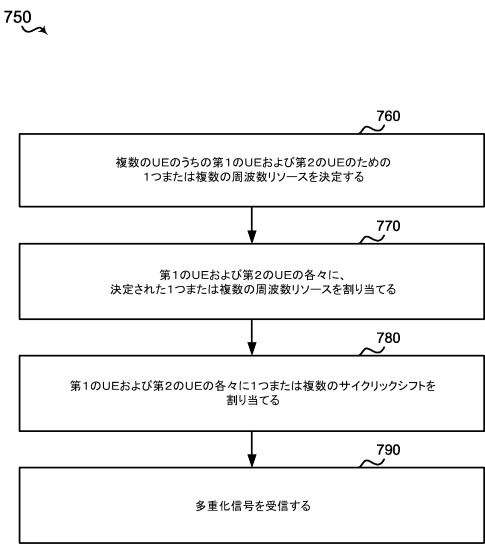 750
760
複数のUEのうちの第1のUEおよび第2のUEのための
1つまたは複数の周波数リソースを決定する
770
第1のUEおよび第2のUEの各々に、
決定された1つまたは複数の周波数リソースを割り当てる
780
第1のUEおよび第2のUEの各々に1つまたは複数のサイクリックシフトを
割り当てる
790
多重化信号を受信する